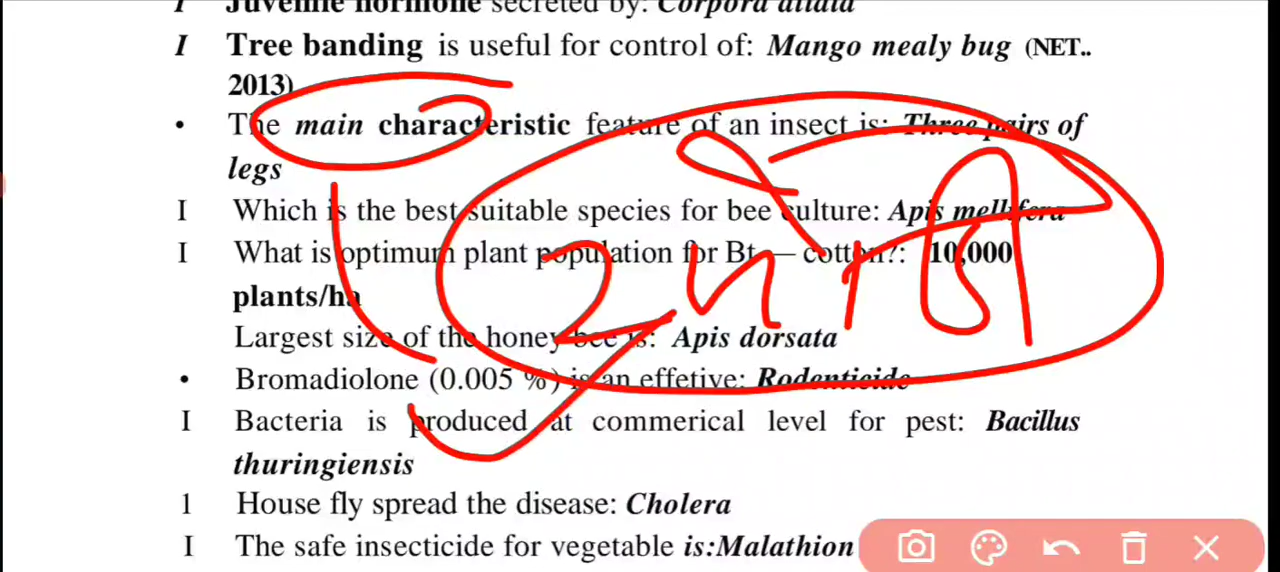 I Juvenile hormone secreted by: Corpora allata
I Tree banding is useful for control of: Mango mealy bug (NET..
2013)
• The main characteristic feature of an insect is: Three pairs of
legs
I Which is the best suitable species for bee culture: Apis mellifera
I What is optimum plant population for Bt — cotton?: 10,000
plants/ha
Largest size of the honey bee is: Apis dorsata
• Bromadiolone (0.005 %) is an effetive: Rodenticide
I Bacteria is produced at commerical level for pest: Bacillus
thuringiensis
1 House fly spread the disease: Cholera
I The safe insecticide for vegetable is:Malathion